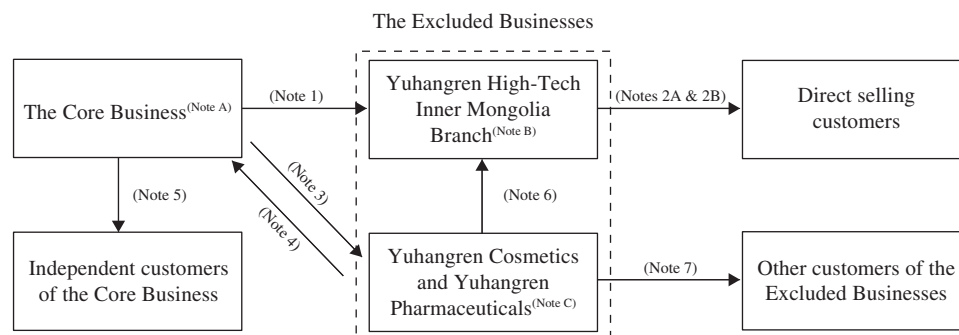 The Excluded Businesses
The Core Business(Note A)
(Note 1)
Yuhangren High-Tech
Inner Mongolia
Branch(Note B)
(Notes 2A & 2B)
Direct selling
customers
(Note 5)
(Note 3)
(Note 4)
(Note 6)
Independent customers
of the Core Business
Yuhangren Cosmetics
and Yuhangren
Pharmaceuticals(Note C)
(Note 7)
Other customers of the
Excluded Businesses